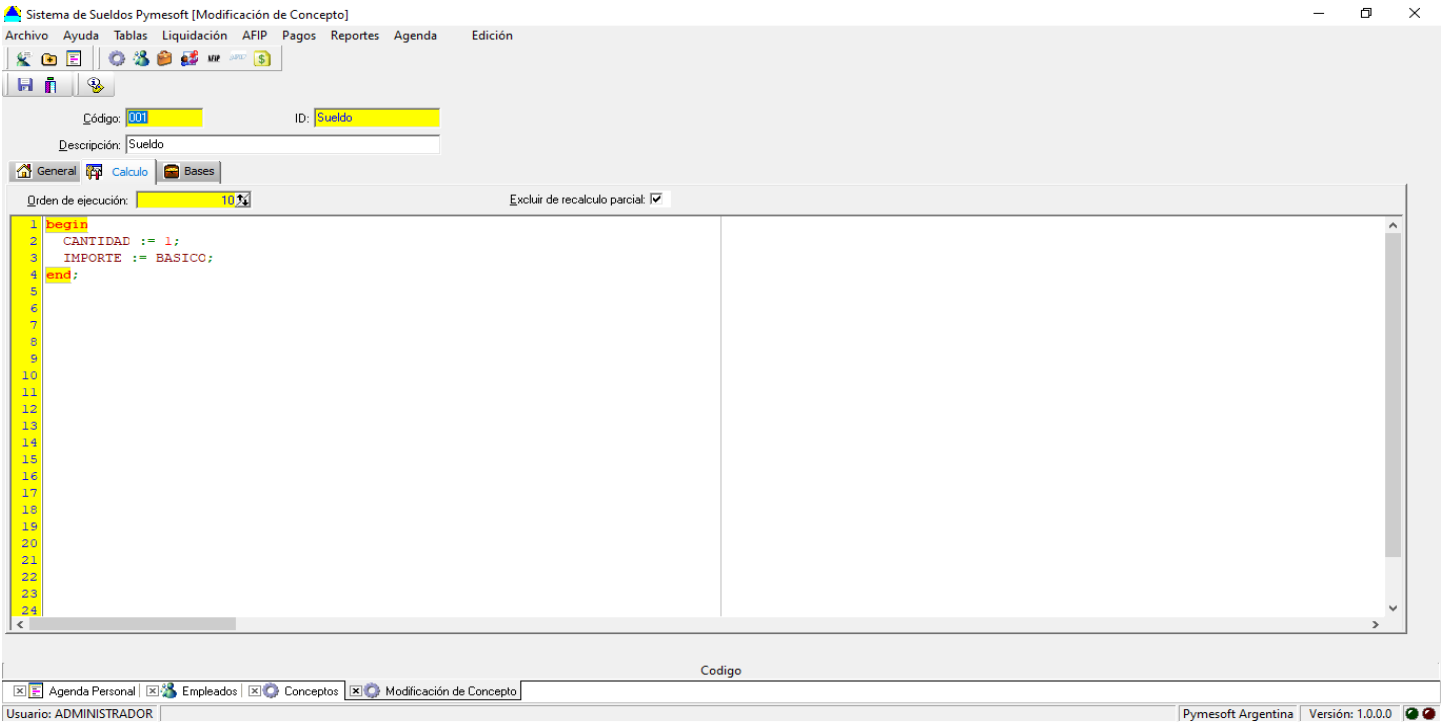 Sistema de Sueldos Pymesoft [Modificación de Concepto]
Archivo Ayuda Tablas Liquidación AFIP Pagos Reportes Agenda Edición
AFIP
Código: 001 ID: Sueldo
Descripción: Sueldo
General Calculo Bases
Orden de ejecución: 10 Excluir de recalculo parcial:
1 begin
2 CANTIDAD := 1;
3 IMPORTE := BASICO;
4 end;
5
6
7
8
9
10
11
12
13
14
15
16
17
18
19
20
21
22
23
24
Codigo
Agenda Personal Empleados Conceptos Modificación de Concepto
Usuario: ADMINISTRADOR Pymesoft Argentina Versión: 1.0.0.0